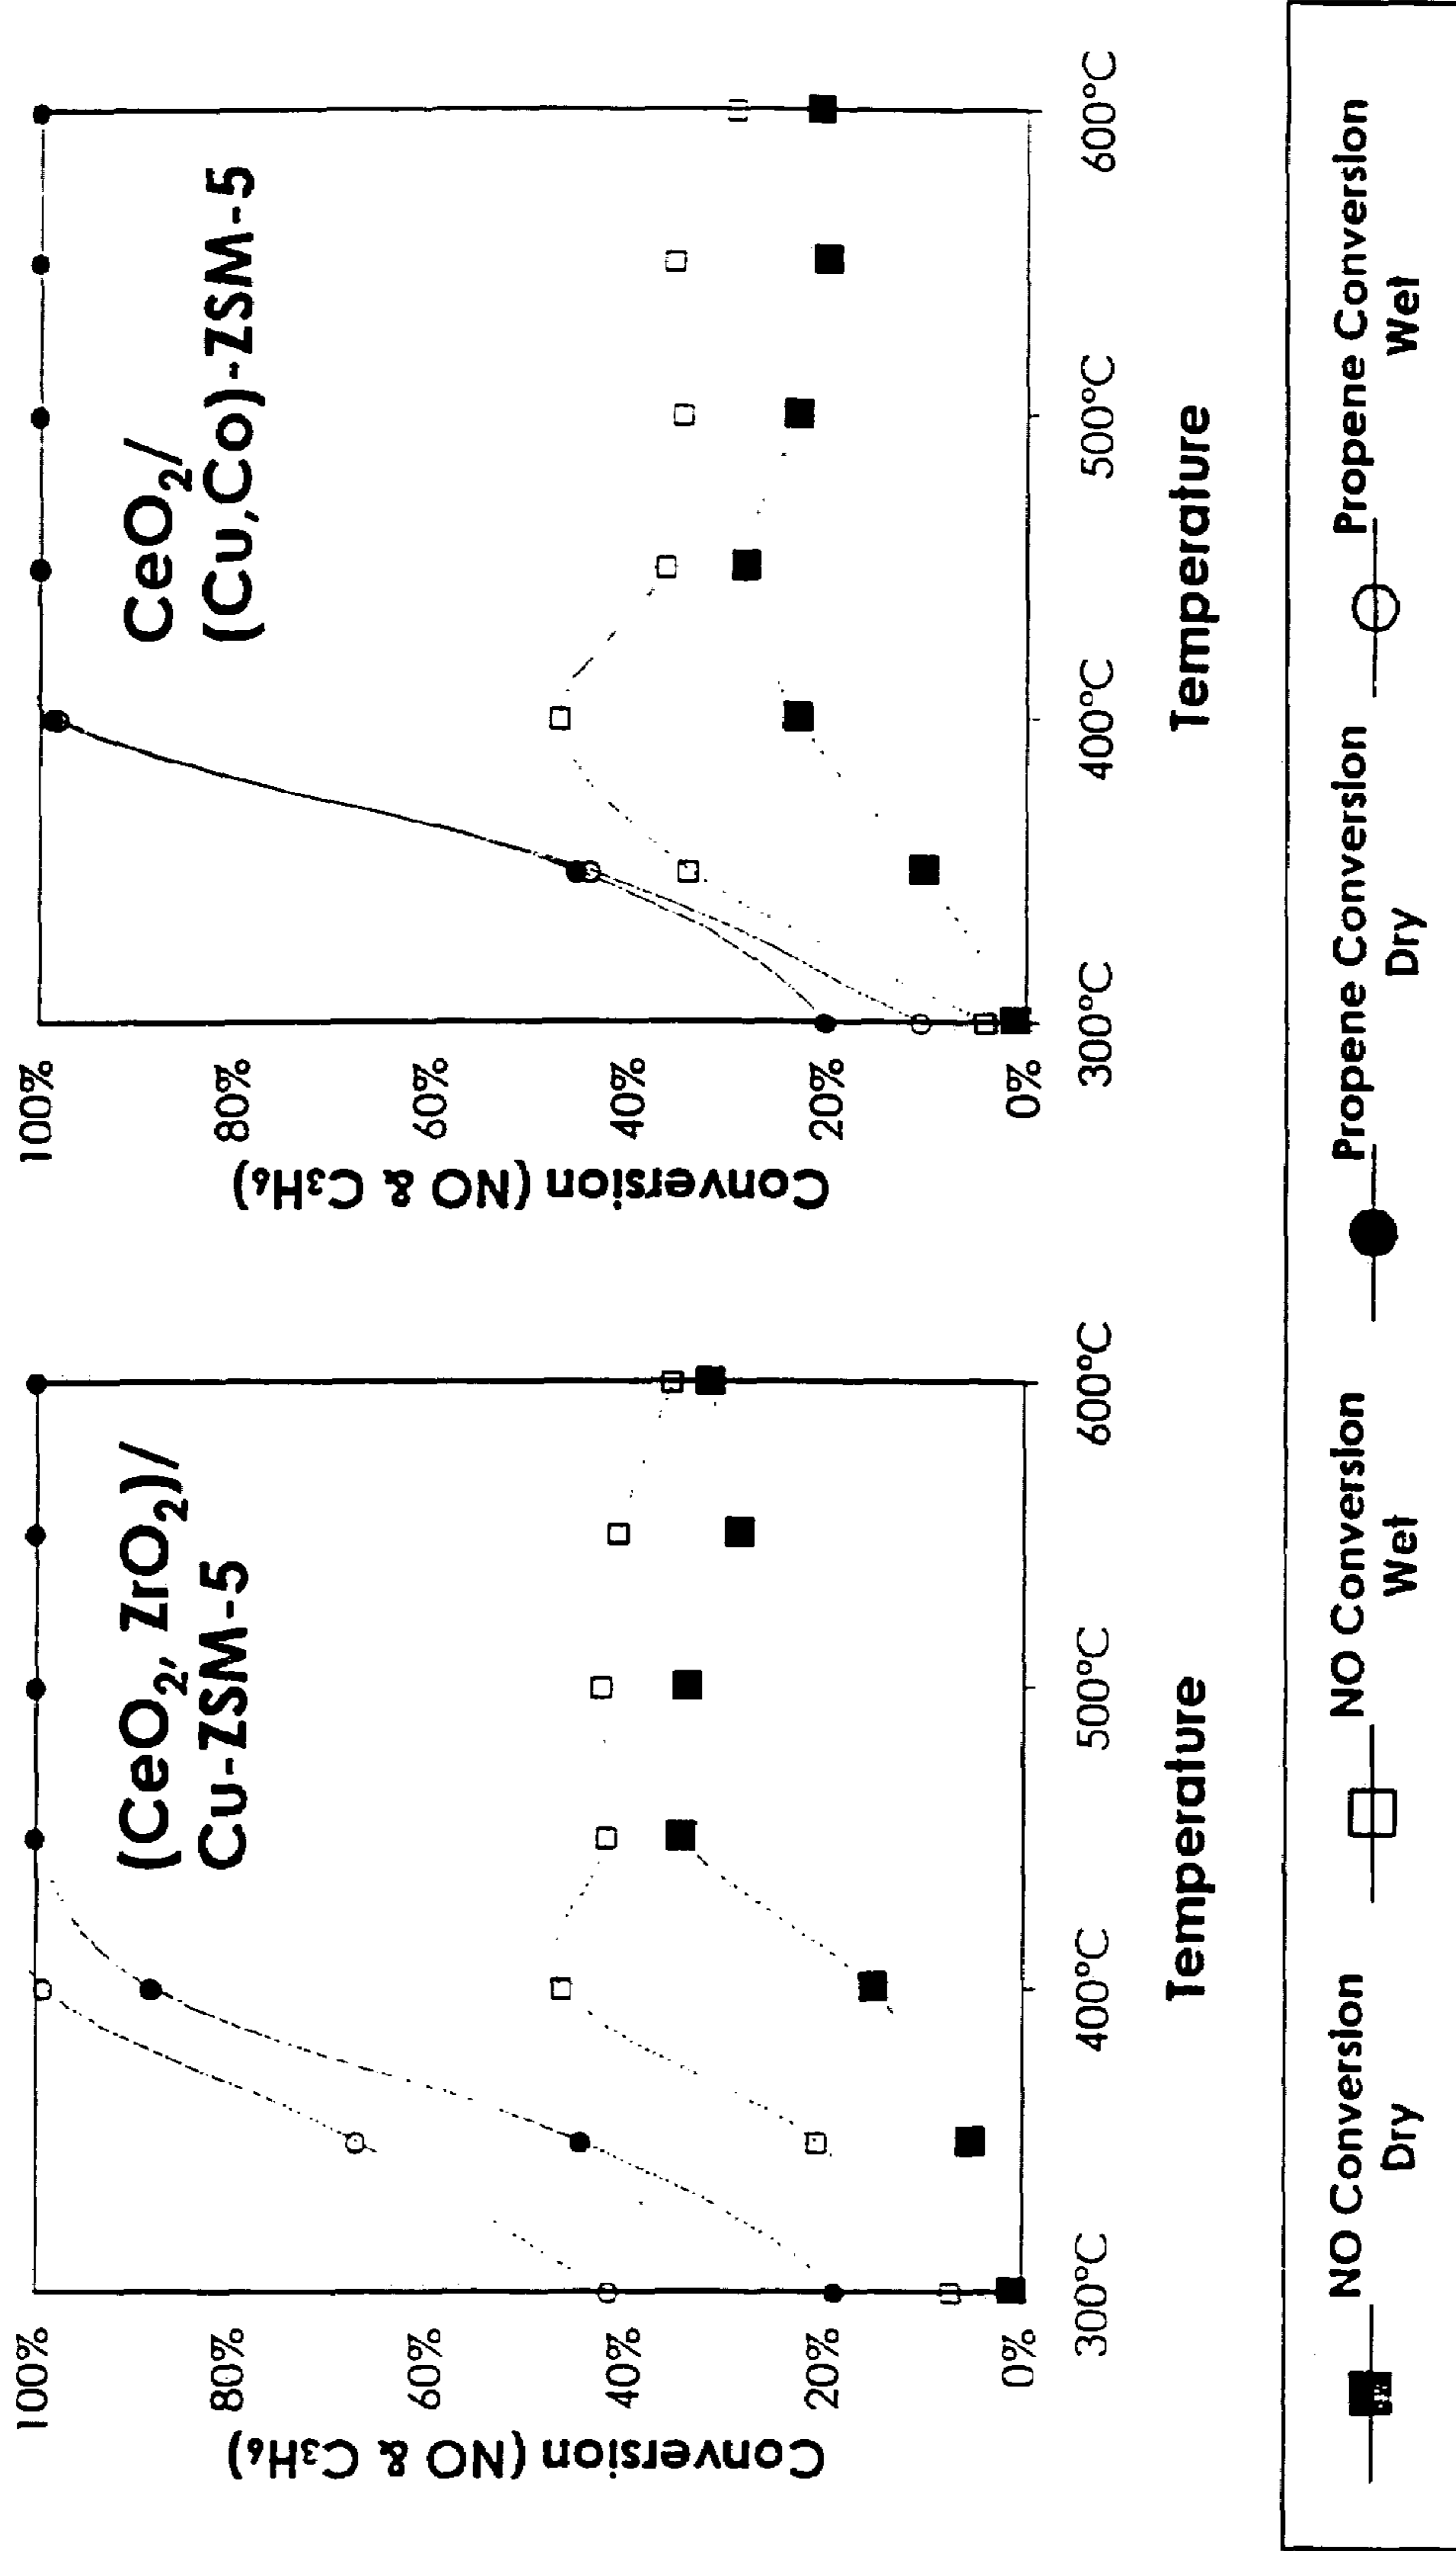 (CeO2, ZrO2)/
Cu-ZSM-5
Conversion (NO & C3H6)
100%
80%
60%
40%
20%
0%
300°C
400°C
500°C
600°C
Temperature
CeO2/
(Cu,Co)-ZSM-5
Conversion (NO & C3H6)
100%
80%
60%
40%
20%
0%
300°C
400°C
500°C
600°C
Temperature
NO Conversion
Dry
NO Conversion
Wet
Propene Conversion
Dry
Propene Conversion
Wet